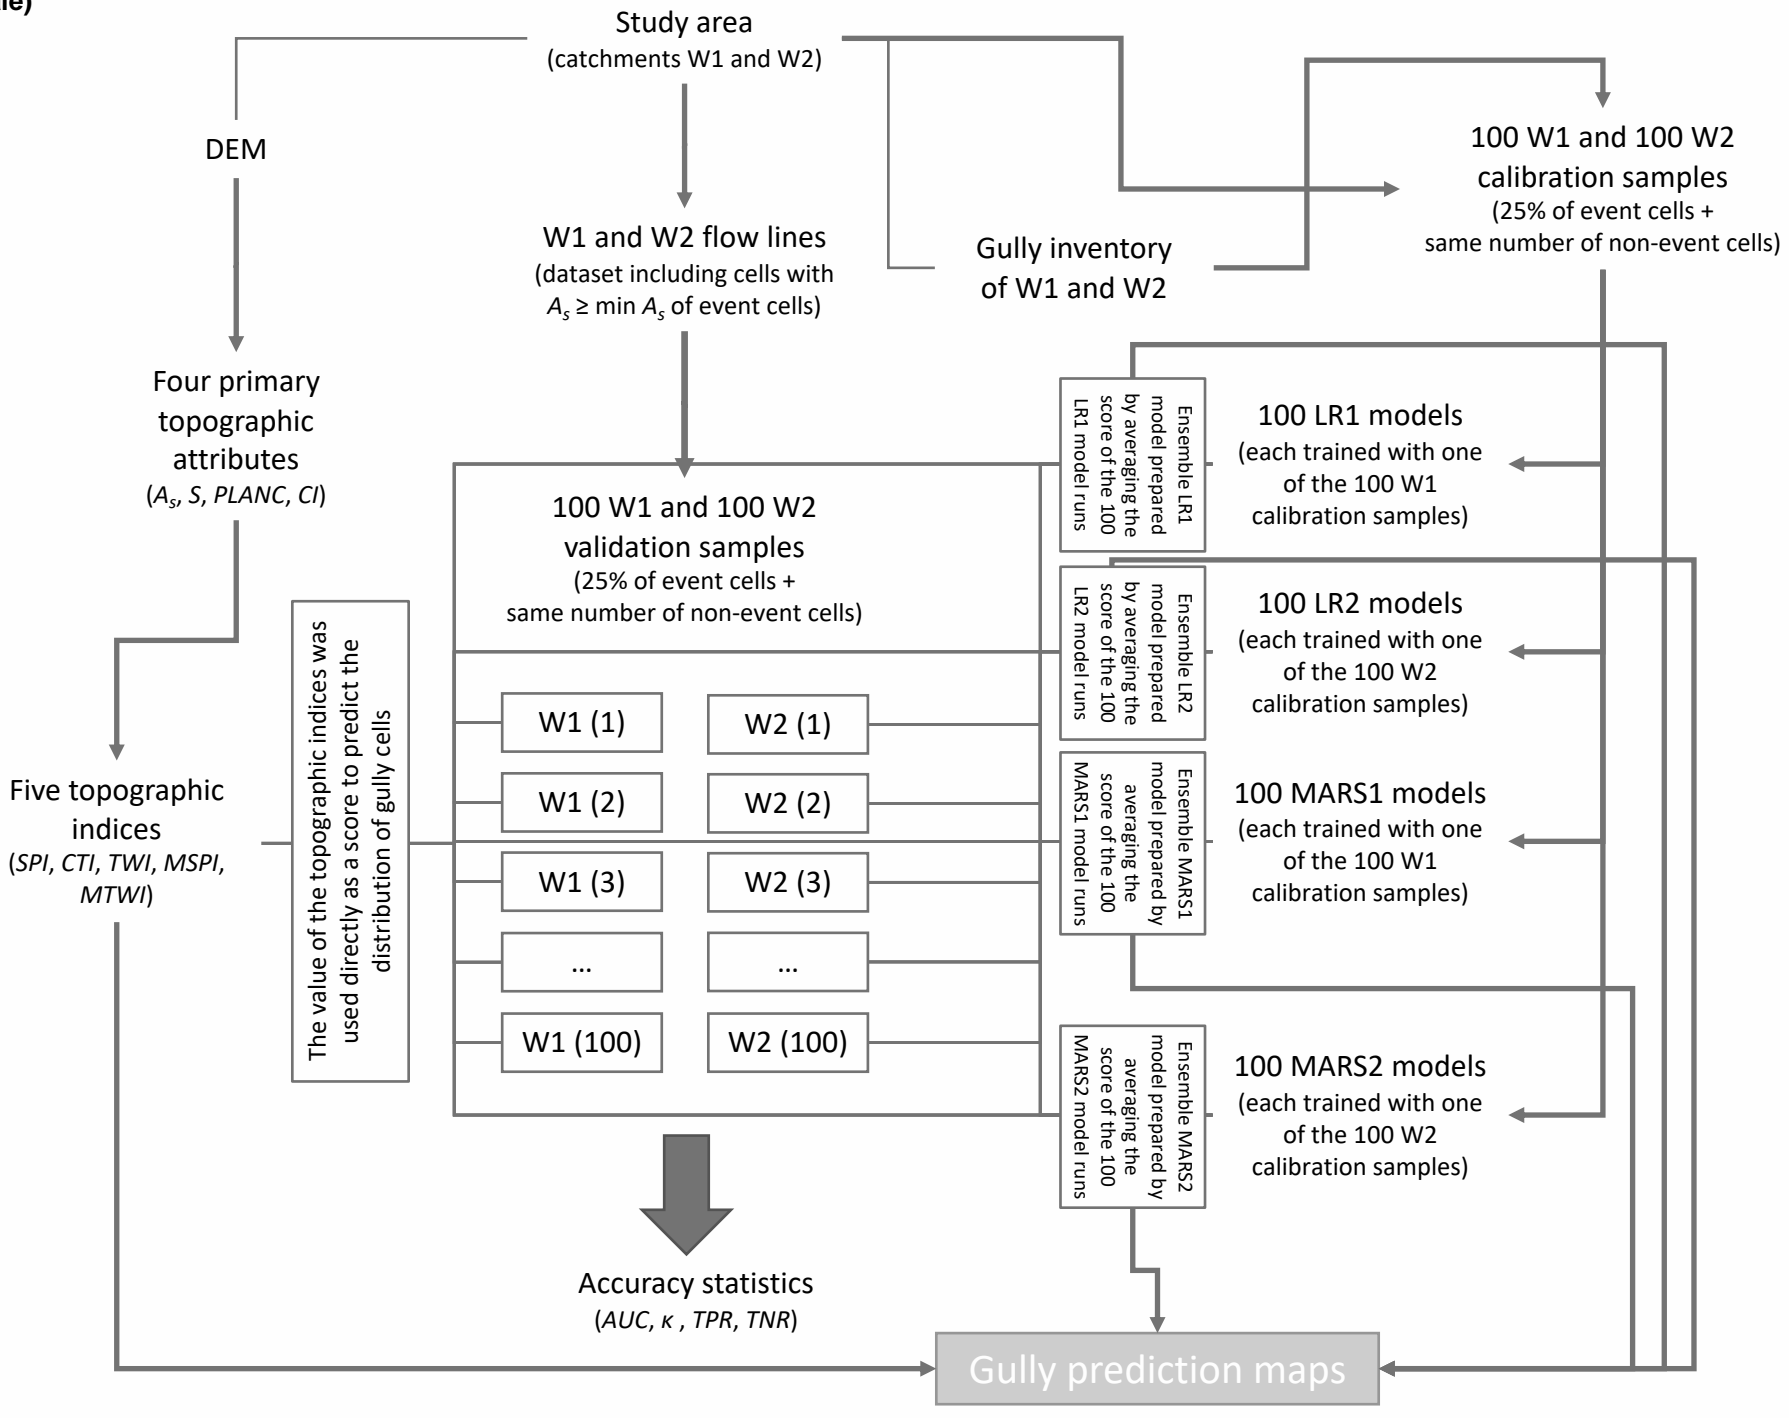 le)
Study area
(catchments W1 and W2)
DEM
100 W1 and 100 W2
calibration samples
(25% of event cells +
same number of non-event cells)
W1 and W2 flow lines
(dataset including cells with
As ≥ min As of event cells)
Gully inventory
of W1 and W2
Four primary
topographic
attributes
(As, S, PLANC, CI)
100 W1 and 100 W2
validation samples
(25% of event cells +
same number of non-event cells)
Ensemble LR1
model prepared
by averaging the
score of the 100
LR1 model runs
100 LR1 models
(each trained with one
of the 100 W1
calibration samples)
Ensemble LR2
model prepared
by averaging the
score of the 100
LR2 model runs
100 LR2 models
(each trained with one
of the 100 W2
calibration samples)
The value of the topographic indices was
used directly as a score to predict the
distribution of gully cells
W1 (1)
W2 (1)
W1 (2)
W2 (2)
W1 (3)
W2 (3)
...
...
W1 (100)
W2 (100)
Five topographic
indices
(SPI, CTI, TWI, MSPI,
MTWI)
Ensemble MARS1
model prepared by
averaging the
score of the 100
MARS1 model runs
100 MARS1 models
(each trained with one
of the 100 W1
calibration samples)
Ensemble MARS2
model prepared by
averaging the
score of the 100
MARS2 model runs
100 MARS2 models
(each trained with one
of the 100 W2
calibration samples)
Accuracy statistics
(AUC, κ , TPR, TNR)
Gully prediction maps